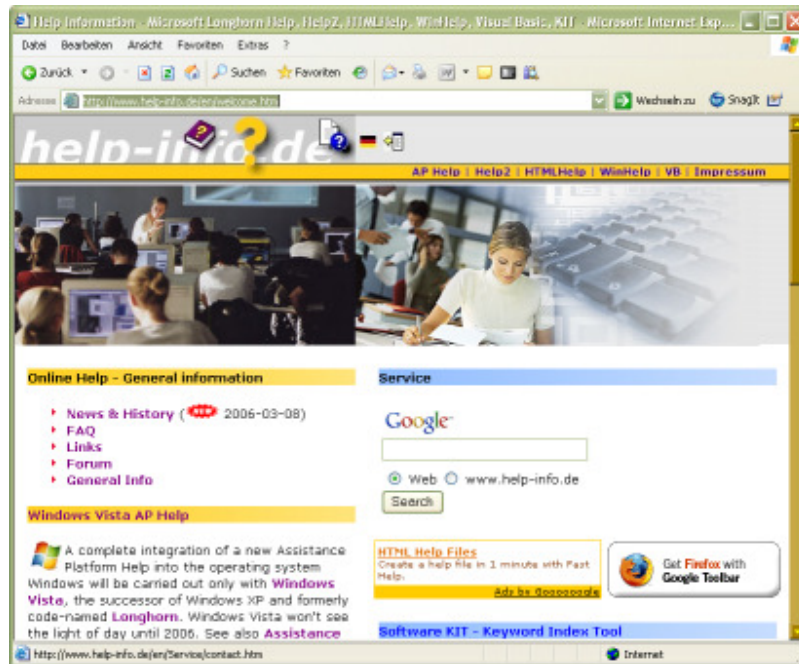 Help Information - Microsoft Longhorn Help, Help2, HTMLHelp, WinHelp, Visual Basic, KIT - Microsoft Internet Exp...
Datei Bearbeiten Ansicht Favoriten Extras ?
Zurück Suchen Favoriten
Adresse http://www.help-info.de/en/welcome.htm Wechseln zu SnagIt
help-info.de
AP Help | Help2 | HTMLHelp | WinHelp | VB | Impressum
Online Help - General information
News & History (NEW 2006-03-08)
FAQ
Links
Forum
General Info
Windows Vista AP Help
A complete integration of a new Assistance
Platform Help into the operating system
Windows will be carried out only with Windows
Vista, the successor of Windows XP and formerly
code-named Longhorn. Windows Vista won't see
the light of day until 2006. See also Assistance
Service
Google
Web www.help-info.de
Search
HTML Help Files
Create a help file in 1 minute with Fast
Help.
Ads by Goooooogle
Get Firefox with
Google Toolbar
Software KIT - Keyword Index Tool
http://www.help-info.de/en/Service/contact.htm Internet